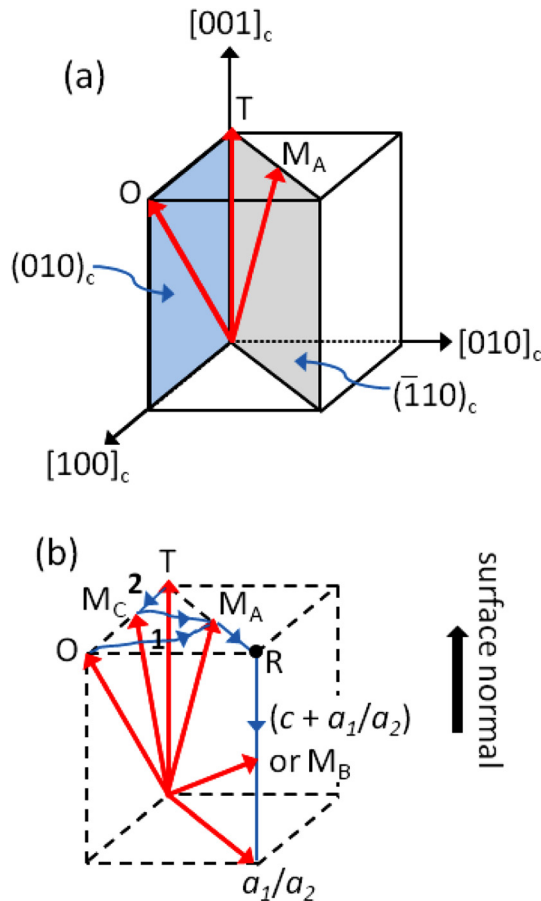 [001]c
(a)
T
MA
O
(010)c
[010]c
(1̄10)c
[100]c
(b)
T
2
MC
MA
O
1
R
surface normal
(c + a1/a2)
or MB
a1/a2